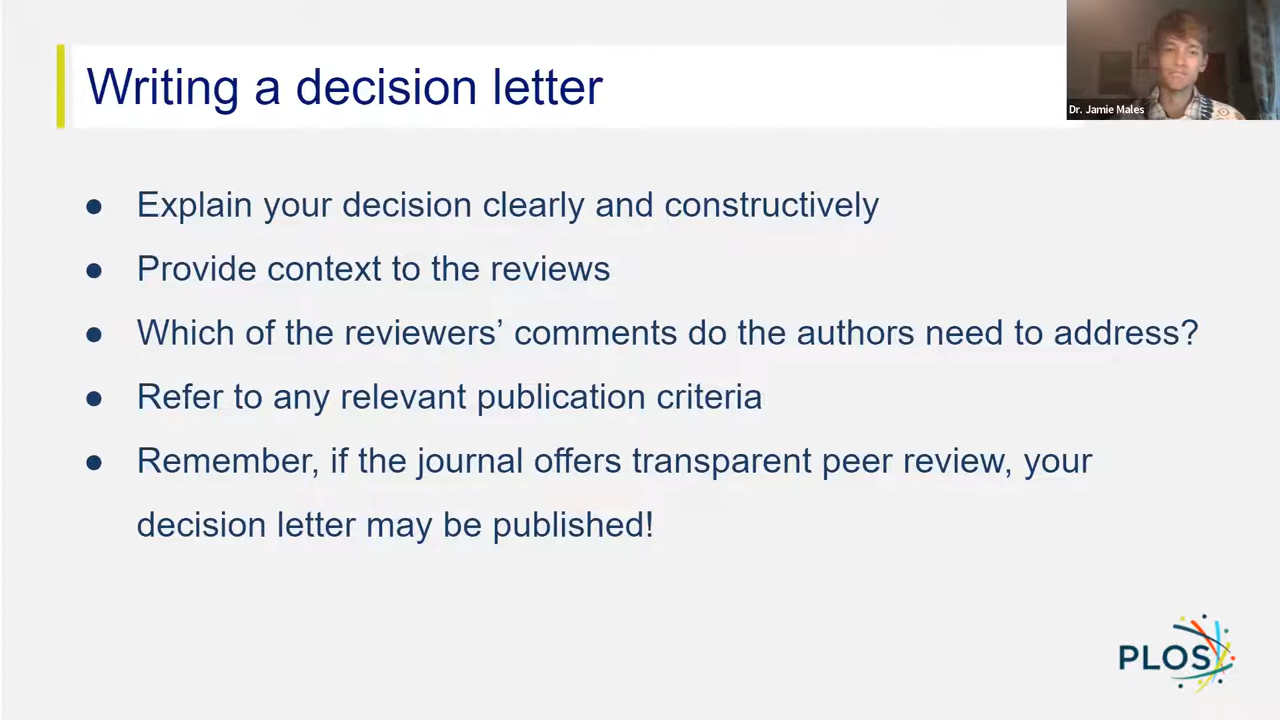 Writing a decision letter
Dr. Jamie Males
● Explain your decision clearly and constructively
● Provide context to the reviews
● Which of the reviewers’ comments do the authors need to address?
● Refer to any relevant publication criteria
● Remember, if the journal offers transparent peer review, your
decision letter may be published!
PLOS